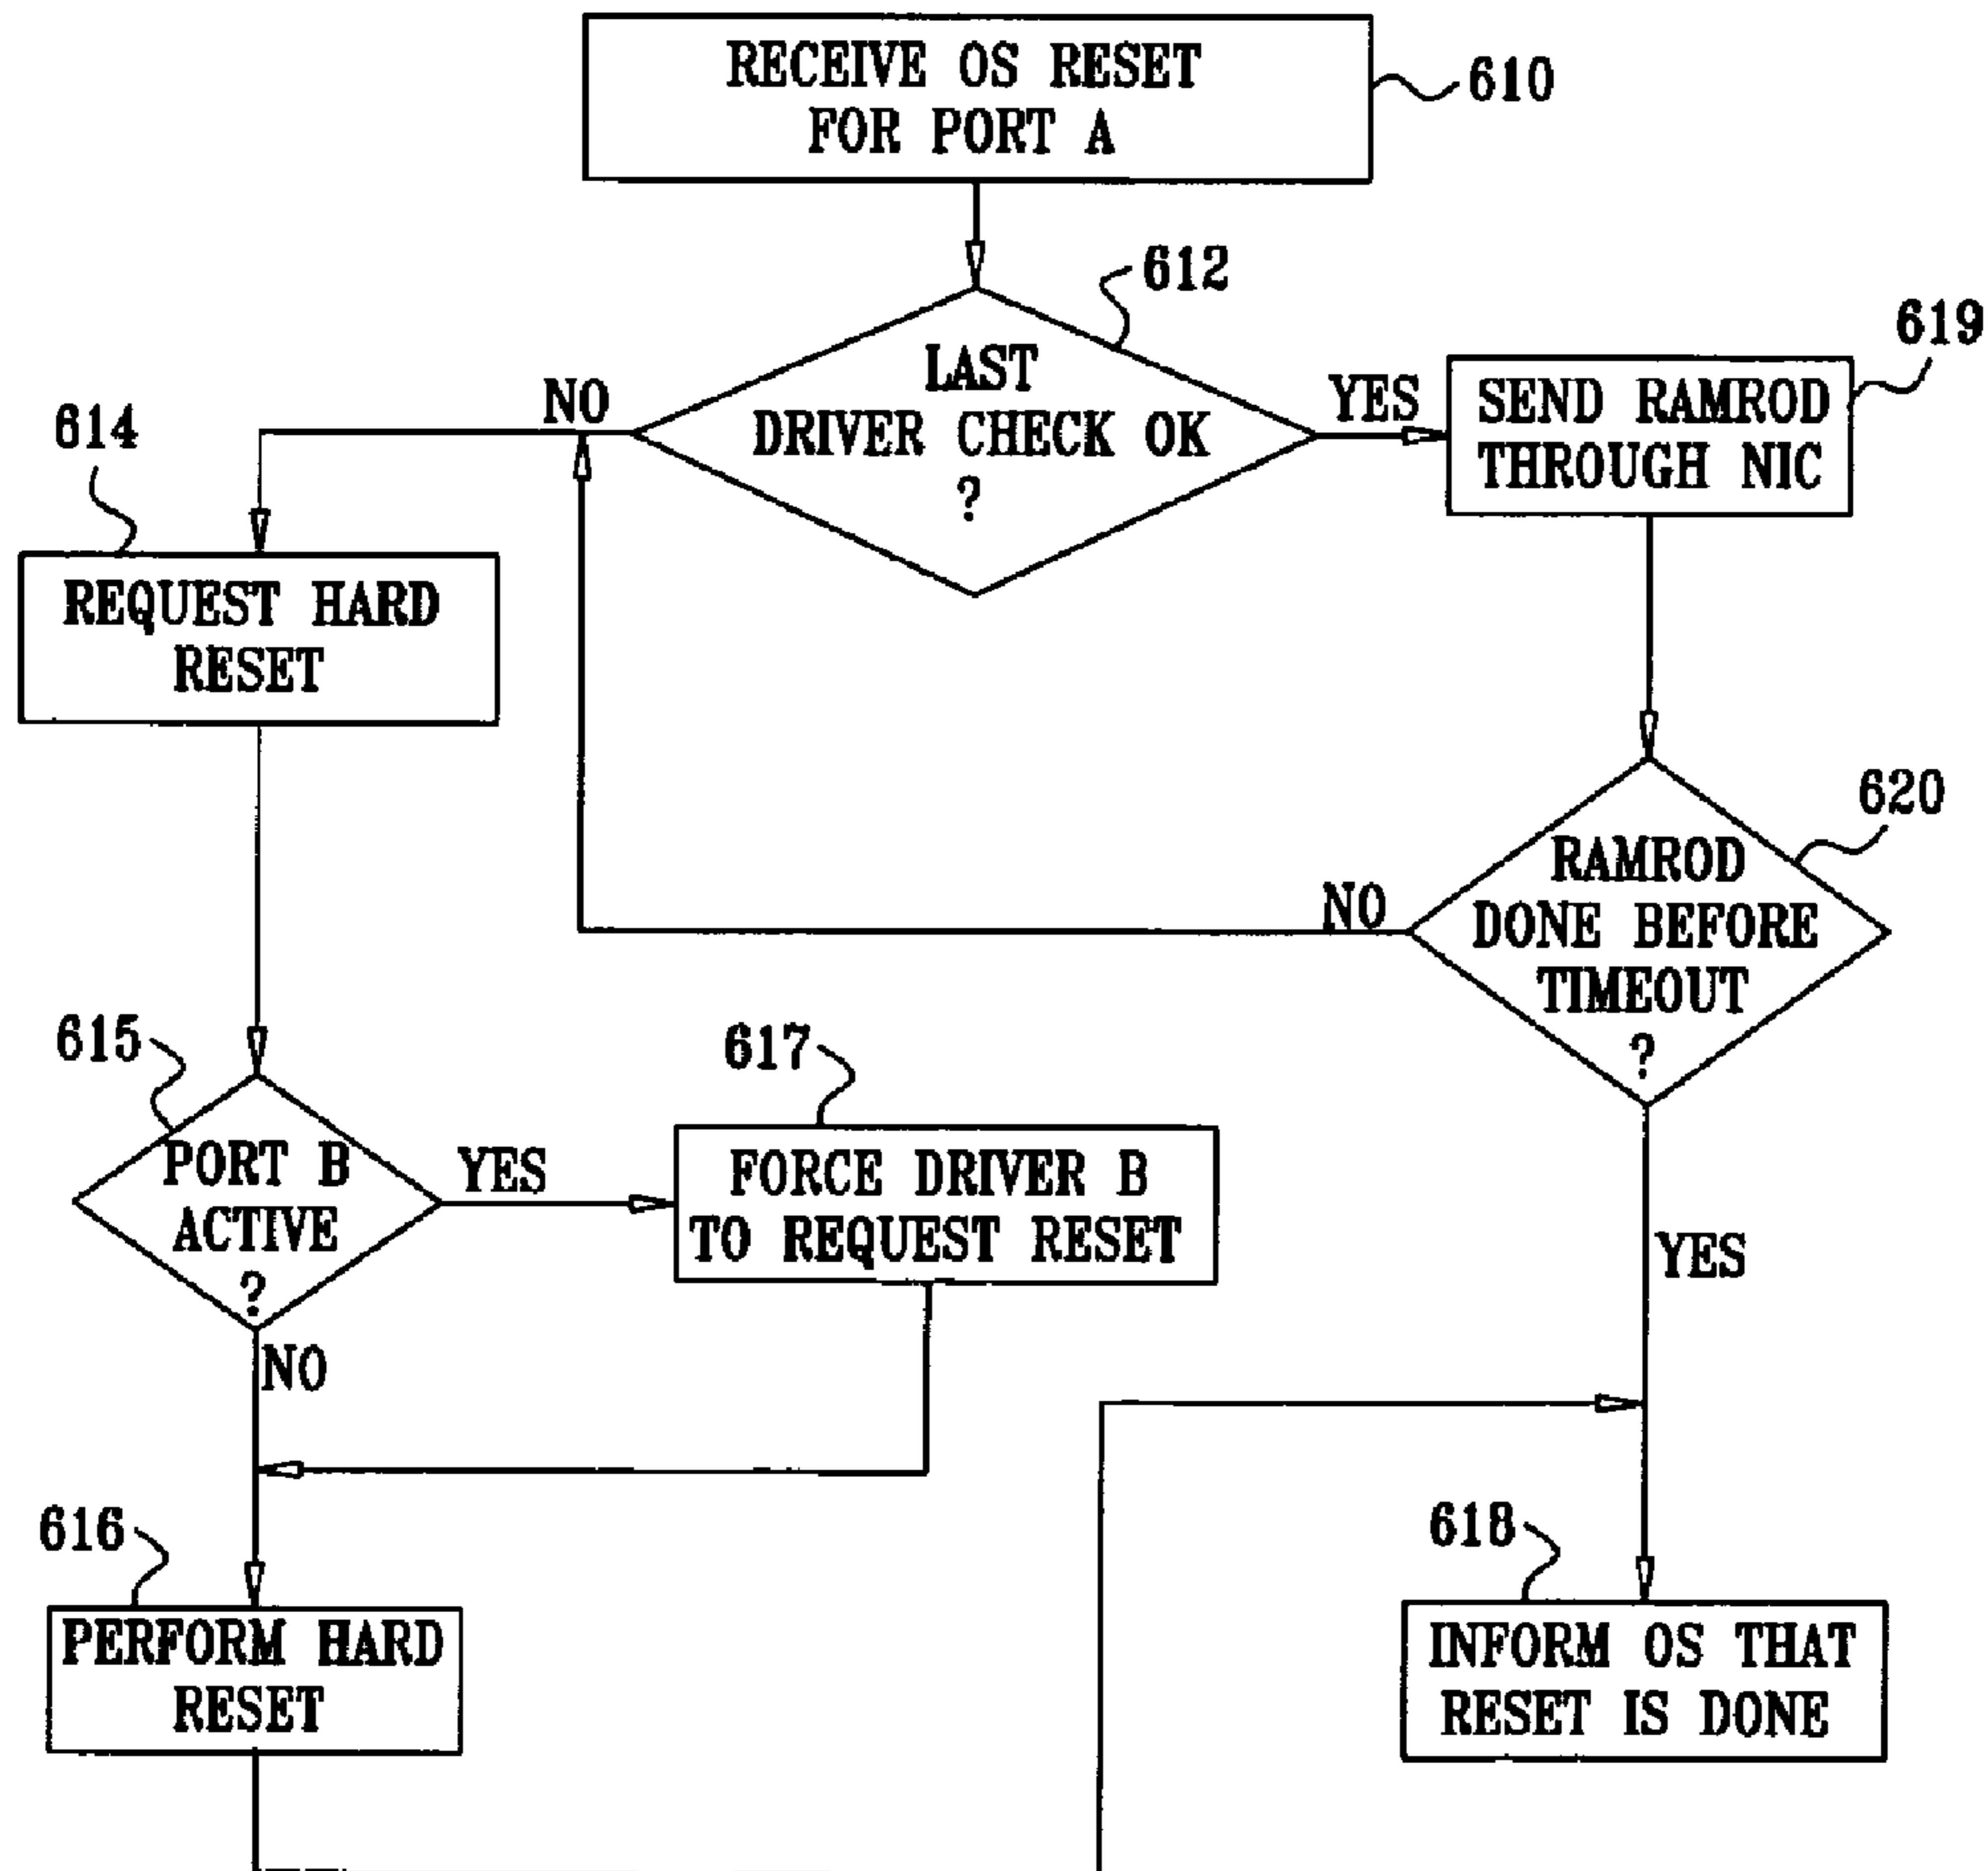 RECEIVE OS RESET
FOR PORT A
610
612
LAST
DRIVER CHECK OK
?
NO
YES
619
SEND RAMROD
THROUGH NIC
614
REQUEST HARD
RESET
620
RAMROD
DONE BEFORE
TIMEOUT
?
NO
YES
615
PORT B
ACTIVE
?
YES
NO
617
FORCE DRIVER B
TO REQUEST RESET
616
PERFORM HARD
RESET
618
INFORM OS THAT
RESET IS DONE